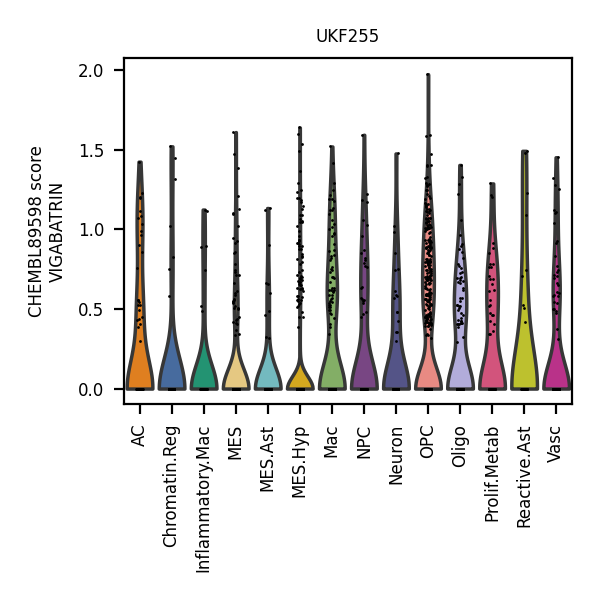 UKF255
CHEMBL89598 score
VIGABATRIN
2.0
1.5
1.0
0.5
0.0
AC
Chromatin.Reg
Inflammatory.Mac
MES
MES.Ast
MES.Hyp
Mac
NPC
Neuron
OPC
Oligo
Prolif.Metab
Reactive.Ast
Vasc